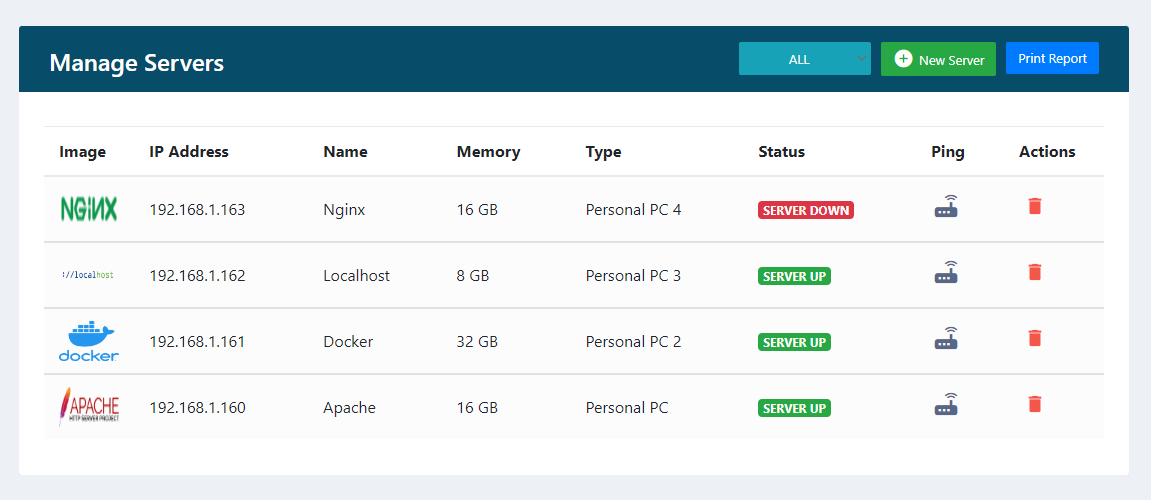 Manage Servers ALL New Server Print Report
Image IP Address Name Memory Type Status Ping Actions
NGiNX 192.168.1.163 Nginx 16 GB Personal PC 4 SERVER DOWN
://localhost 192.168.1.162 Localhost 8 GB Personal PC 3 SERVER UP
docker 192.168.1.161 Docker 32 GB Personal PC 2 SERVER UP
APACHE
HTTP SERVER PROJECT 192.168.1.160 Apache 16 GB Personal PC SERVER UP